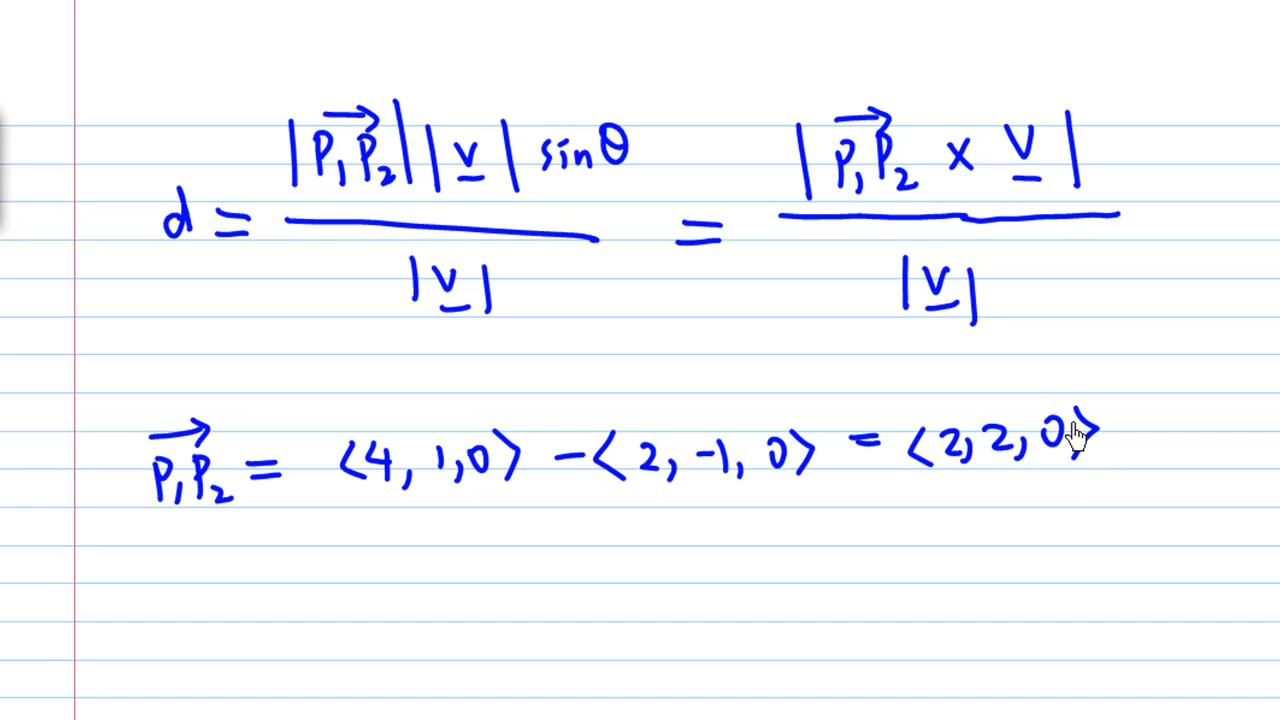 d = |P₁P₂→| |v| sinθ / |v| = |P₁P₂→ × v| / |v|
P₁P₂→ = ⟨4, 1, 0⟩ − ⟨2, -1, 0⟩ = ⟨2, 2, 0⟩